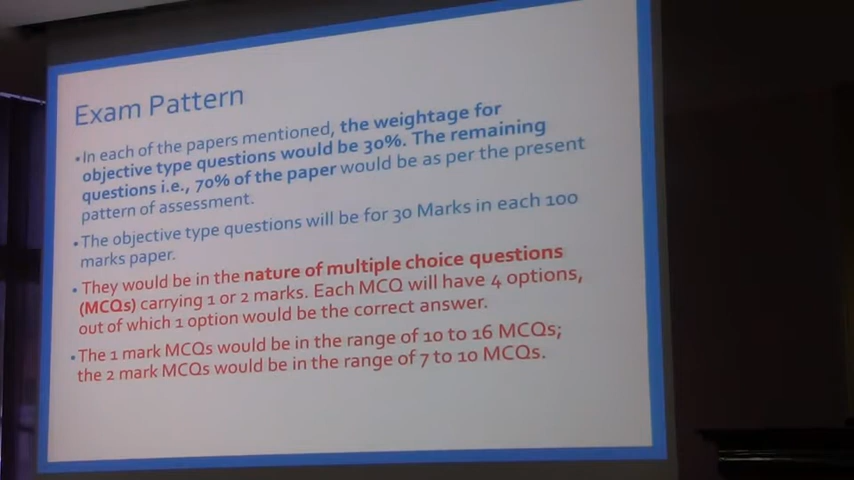 Exam Pattern
•In each of the papers mentioned, the weightage for
objective type questions would be 30%. The remaining
questions i.e., 70% of the paper would be as per the present
pattern of assessment.
•The objective type questions will be for 30 Marks in each 100
marks paper.
• They would be in the nature of multiple choice questions
(MCQs) carrying 1 or 2 marks. Each MCQ will have 4 options,
out of which 1 option would be the correct answer.
•The 1 mark MCQs would be in the range of 10 to 16 MCQs;
the 2 mark MCQs would be in the range of 7 to 10 MCQs.